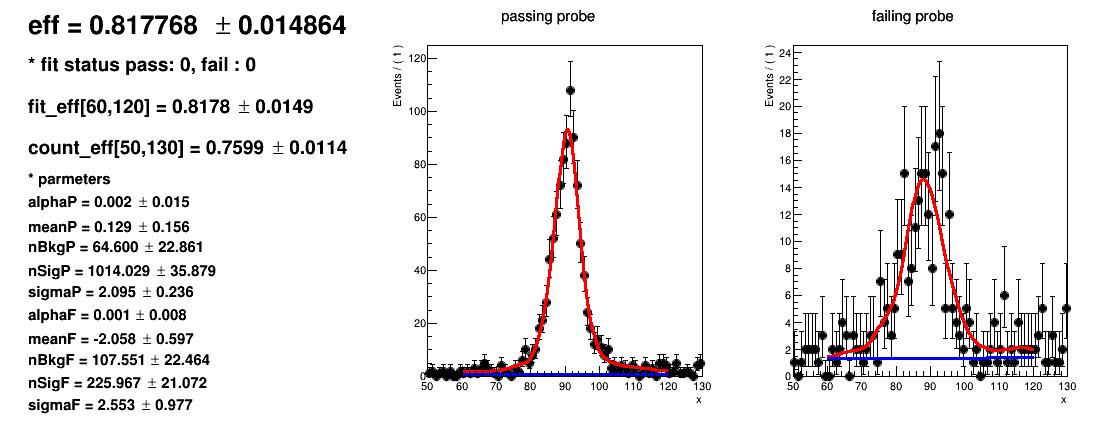 eff = 0.817768 ± 0.014864
* fit status pass: 0, fail : 0
fit_eff[60,120] = 0.8178 ± 0.0149
count_eff[50,130] = 0.7599 ± 0.0114
* parmeters
alphaP = 0.002 ± 0.015
meanP = 0.129 ± 0.156
nBkgP = 64.600 ± 22.861
nSigP = 1014.029 ± 35.879
sigmaP = 2.095 ± 0.236
alphaF = 0.001 ± 0.008
meanF = -2.058 ± 0.597
nBkgF = 107.551 ± 22.464
nSigF = 225.967 ± 21.072
sigmaF = 2.553 ± 0.977
passing probe
Events / ( 1 )
120
100
80
60
40
20
0
50 60 70 80 90 100 110 120 130
x
failing probe
Events / ( 1 )
24
22
20
18
16
14
12
10
8
6
4
2
0
50 60 70 80 90 100 110 120 130
x